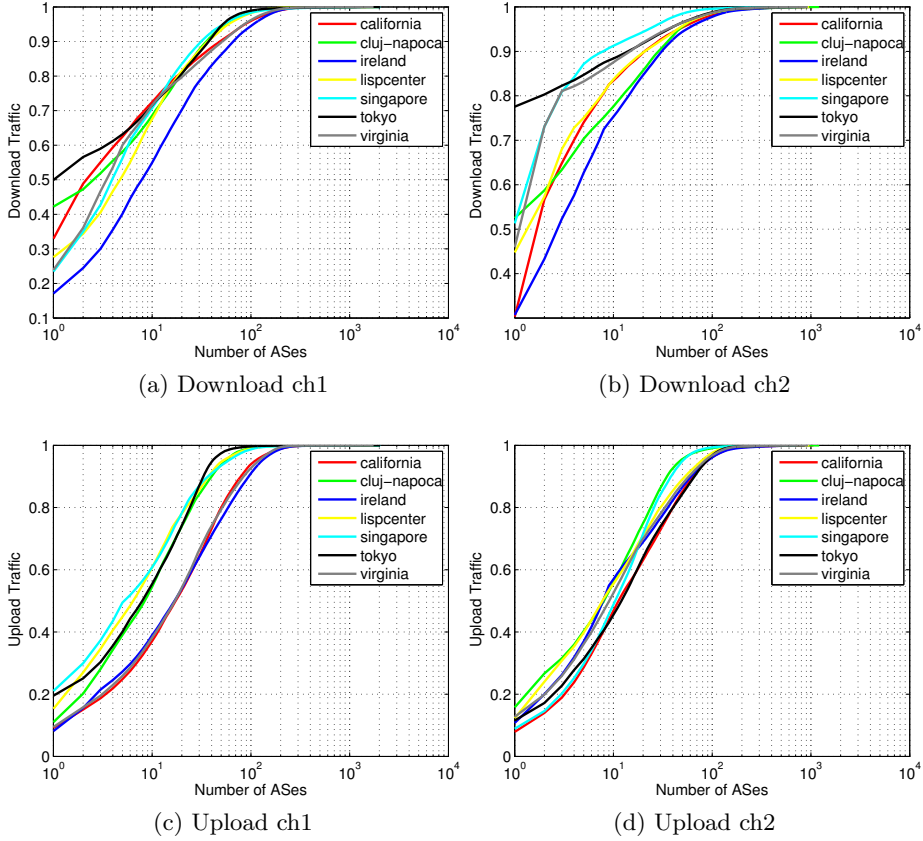 1
0.9
0.8
0.7
0.6
0.5
0.4
0.3
0.2
0.1
Download Traffic
10^0 10^1 10^2 10^3 10^4
Number of ASes
california
cluj−napoca
ireland
lispcenter
singapore
tokyo
virginia
(a) Download ch1
1
0.9
0.8
0.7
0.6
0.5
0.4
Download Traffic
10^0 10^1 10^2 10^3 10^4
Number of ASes
california
cluj−napoca
ireland
lispcenter
singapore
tokyo
virginia
(b) Download ch2
1
0.8
0.6
0.4
0.2
0
Upload Traffic
10^0 10^1 10^2 10^3 10^4
Number of ASes
california
cluj−napoca
ireland
lispcenter
singapore
tokyo
virginia
(c) Upload ch1
1
0.8
0.6
0.4
0.2
0
Upload Traffic
10^0 10^1 10^2 10^3 10^4
Number of ASes
california
cluj−napoca
ireland
lispcenter
singapore
tokyo
virginia
(d) Upload ch2